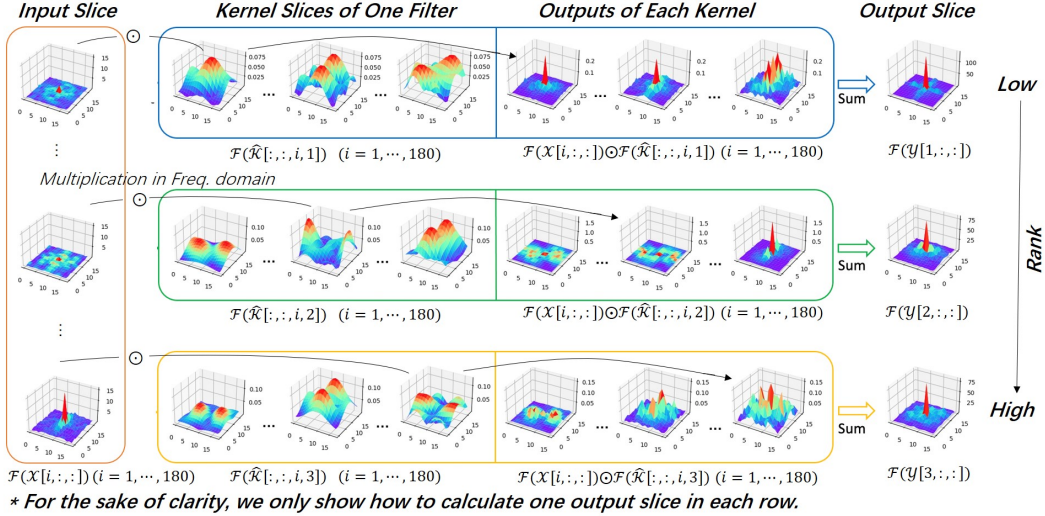 Input Slice
Kernel Slices of One Filter
Outputs of Each Kernel
Output Slice
⊙
...
...
...
...
Sum
Low
ℱ(𝒦̂[:,:,i,1]) (i = 1,⋯,180)
ℱ(𝒳[i,:,:])⊙ℱ(𝒦̂[:,:,i,1]) (i = 1,⋯,180)
ℱ(𝒴[1,:,:])
⋮
Multiplication in Freq. domain
⊙
...
...
...
...
Sum
Rank
ℱ(𝒦̂[:,:,i,2]) (i = 1,⋯,180)
ℱ(𝒳[i,:,:])⊙ℱ(𝒦̂[:,:,i,2]) (i = 1,⋯,180)
ℱ(𝒴[2,:,:])
⋮
⊙
...
...
...
...
Sum
High
ℱ(𝒳[i,:,:]) (i = 1,⋯,180)
ℱ(𝒦̂[:,:,i,3]) (i = 1,⋯,180)
ℱ(𝒳[i,:,:])⊙ℱ(𝒦̂[:,:,i,3]) (i = 1,⋯,180)
ℱ(𝒴[3,:,:])
* For the sake of clarity, we only show how to calculate one output slice in each row.